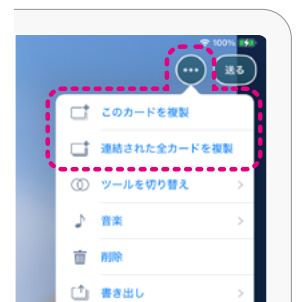 100%
送る
このカードを複製
連結された全カードを複製
ツールを切り替え
音楽
削除
書き出し